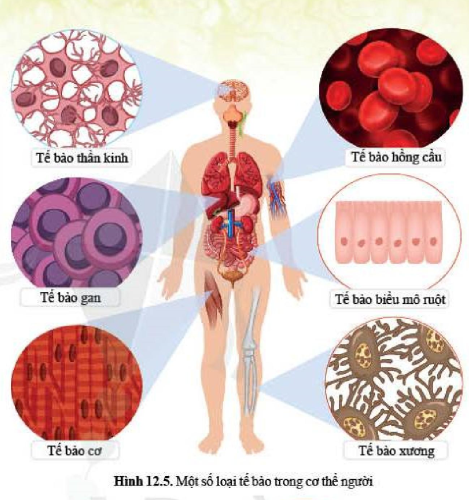 Tế bào thần kinh
Tế bào hồng cầu
Tế bào gan
Tế bào biểu mô ruột
Tế bào cơ
Tế bào xương
Hình 12.5. Một số loại tế bào trong cơ thể người